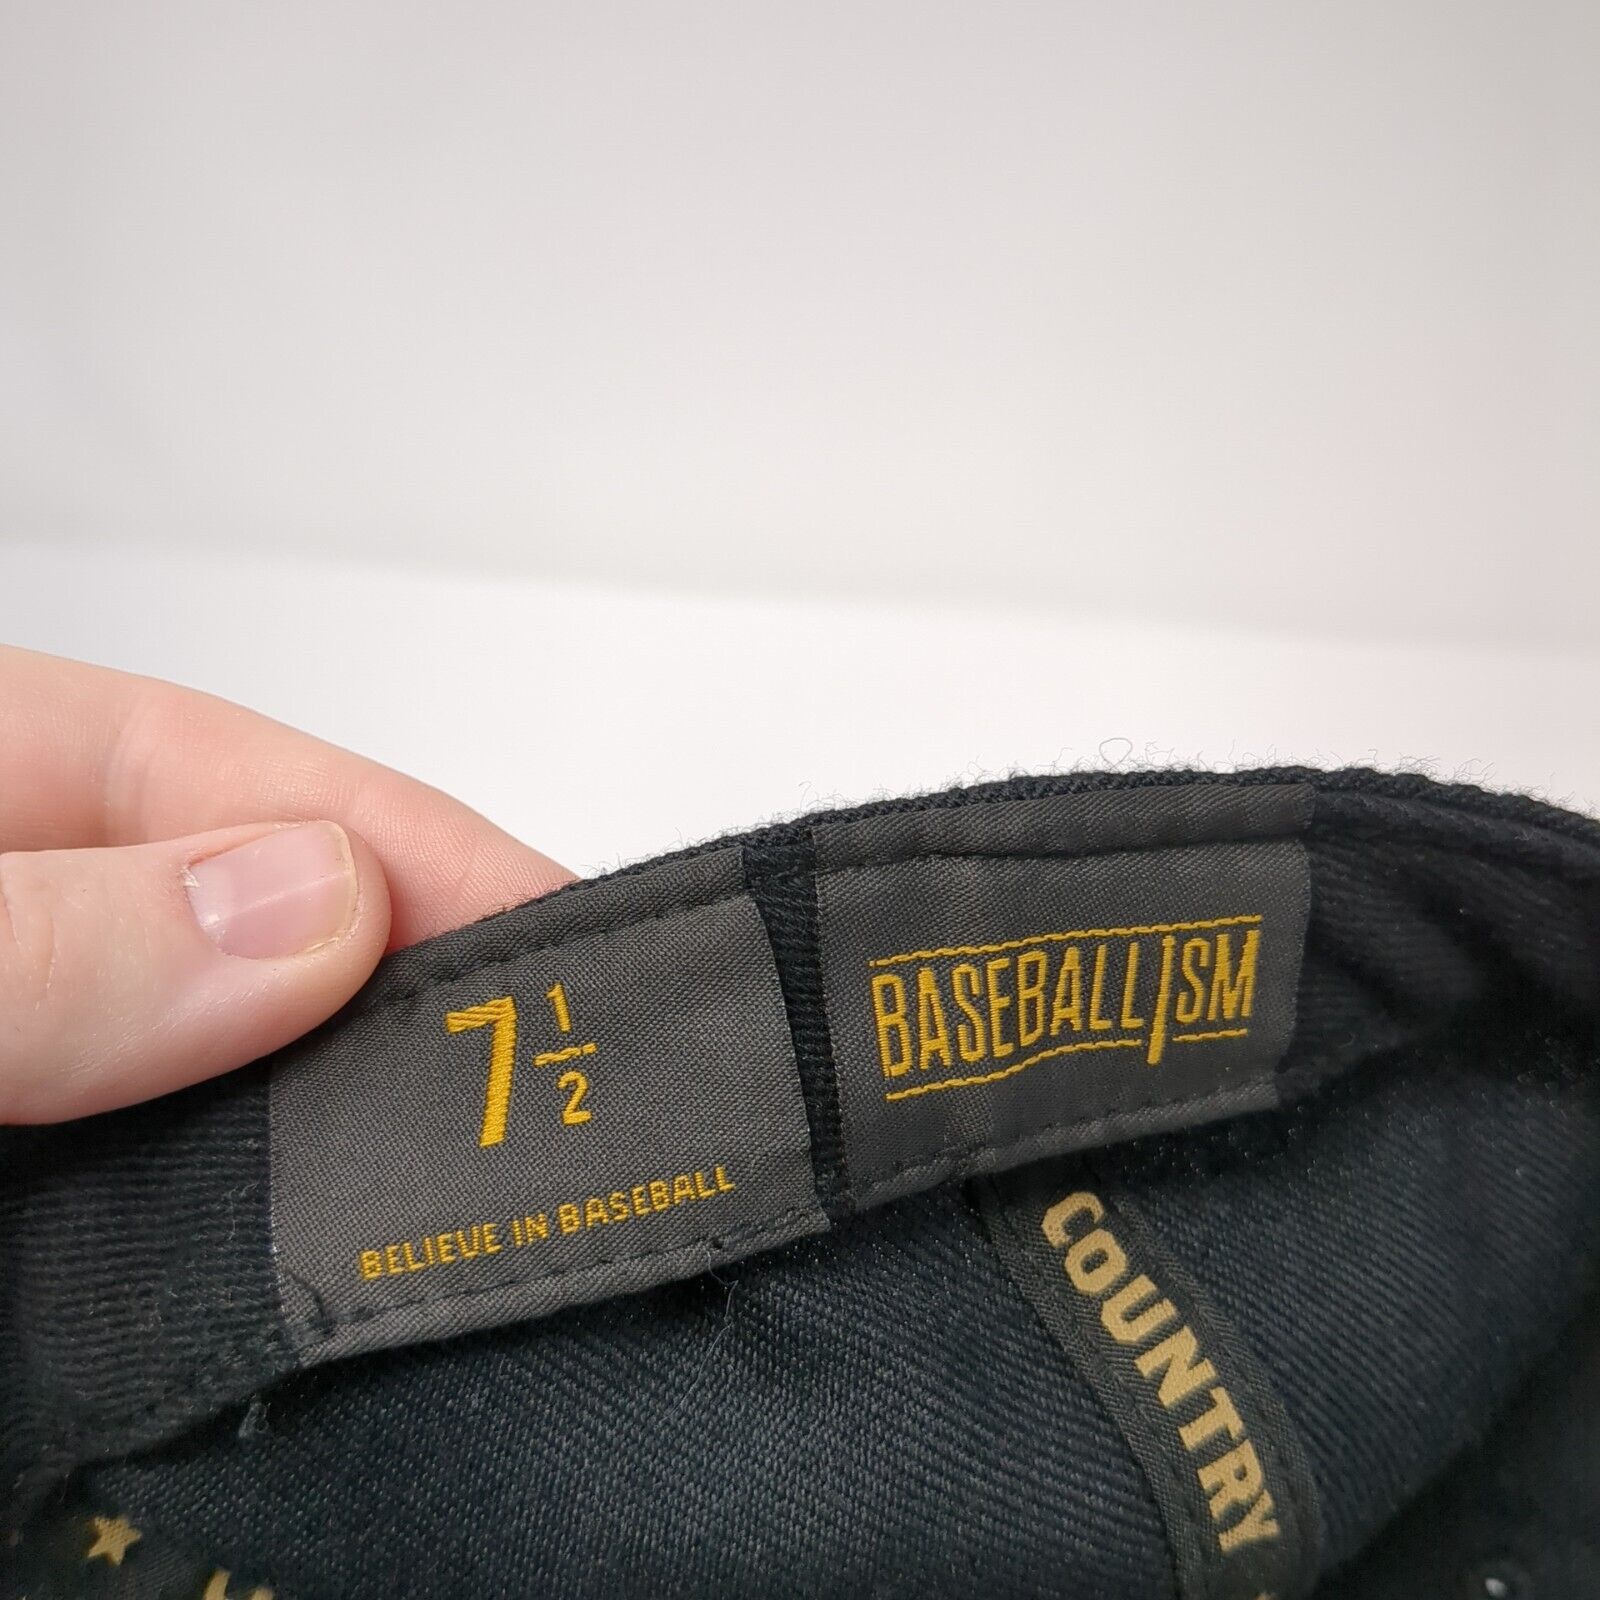 7 1/2
BELIEVE IN BASEBALL
BASEBALLISM
COUNTRY